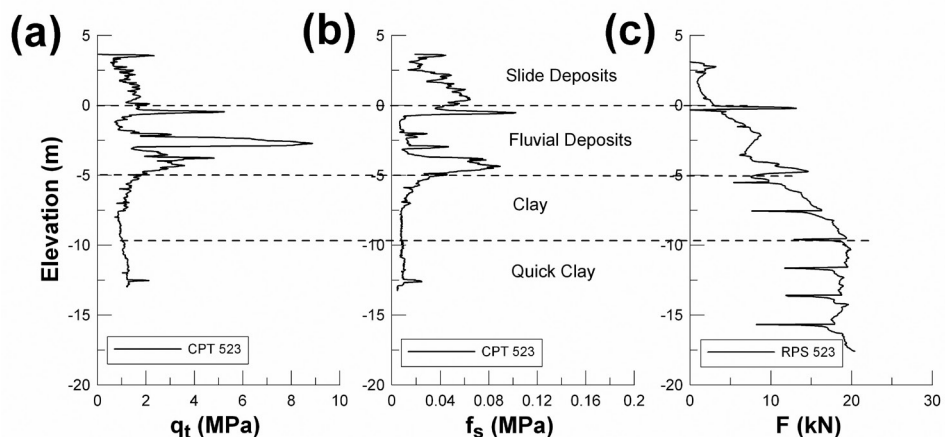 (a)
(b)
(c)
Elevation (m)
5
0
-5
-10
-15
-20
5
0
-5
-10
-15
-20
5
0
-5
-10
-15
-20
Slide Deposits
Fluvial Deposits
Clay
Quick Clay
CPT 523
CPT 523
RPS 523
0 2 4 6 8 10
0.04 0.08 0.12 0.16 0.2
0 10 20 30
qt (MPa)
fs (MPa)
F (kN)